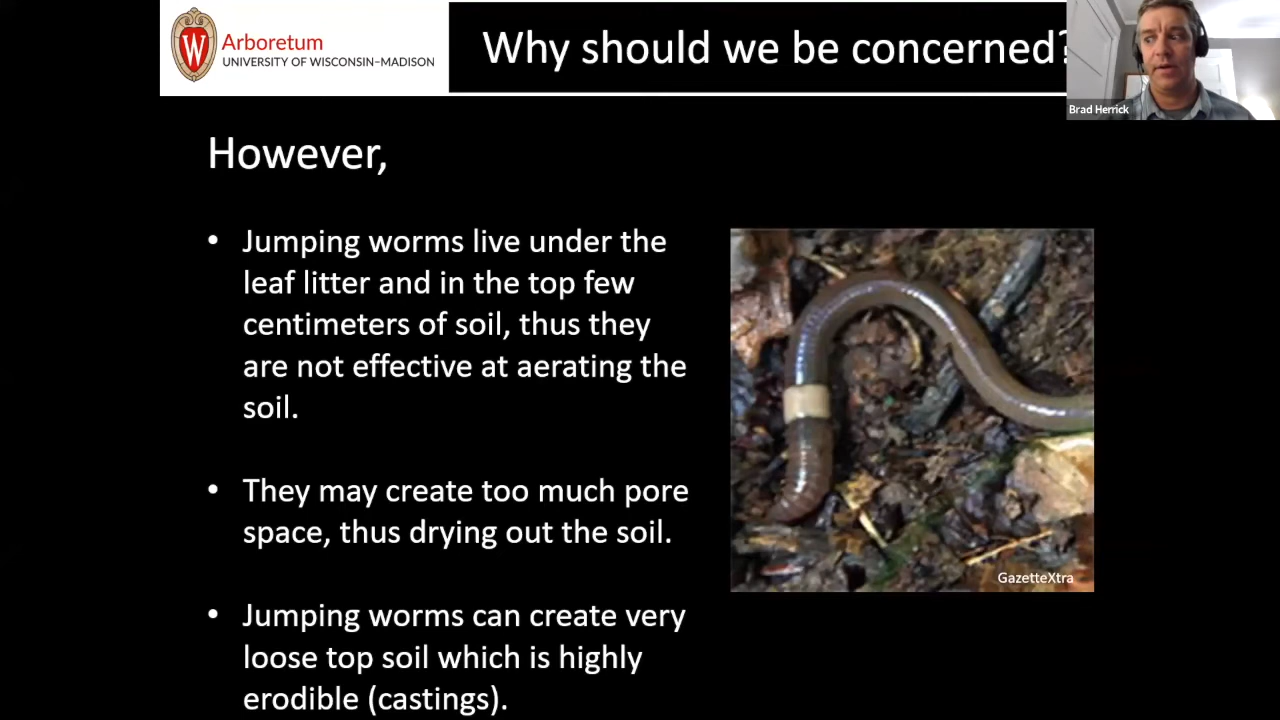 Arboretum
UNIVERSITY OF WISCONSIN–MADISON
Why should we be concerned?
Brad Herrick
However,
• Jumping worms live under the
leaf litter and in the top few
centimeters of soil, thus they
are not effective at aerating the
soil.
• They may create too much pore
space, thus drying out the soil.
• Jumping worms can create very
loose top soil which is highly
erodible (castings).
GazetteXtra